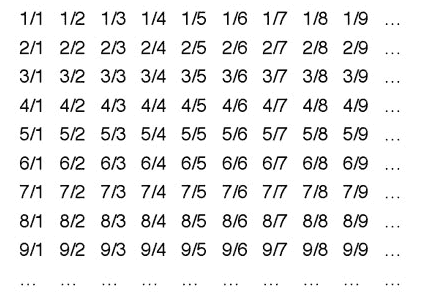 1/1 1/2 1/3 1/4 1/5 1/6 1/7 1/8 1/9 ...
2/1 2/2 2/3 2/4 2/5 2/6 2/7 2/8 2/9 ...
3/1 3/2 3/3 3/4 3/5 3/6 3/7 3/8 3/9 ...
4/1 4/2 4/3 4/4 4/5 4/6 4/7 4/8 4/9 ...
5/1 5/2 5/3 5/4 5/5 5/6 5/7 5/8 5/9 ...
6/1 6/2 6/3 6/4 6/5 6/6 6/7 6/8 6/9 ...
7/1 7/2 7/3 7/4 7/5 7/6 7/7 7/8 7/9 ...
8/1 8/2 8/3 8/4 8/5 8/6 8/7 8/8 8/9 ...
9/1 9/2 9/3 9/4 9/5 9/6 9/7 9/8 9/9 ...
... ... ... ... ... ... ... ... ... ...